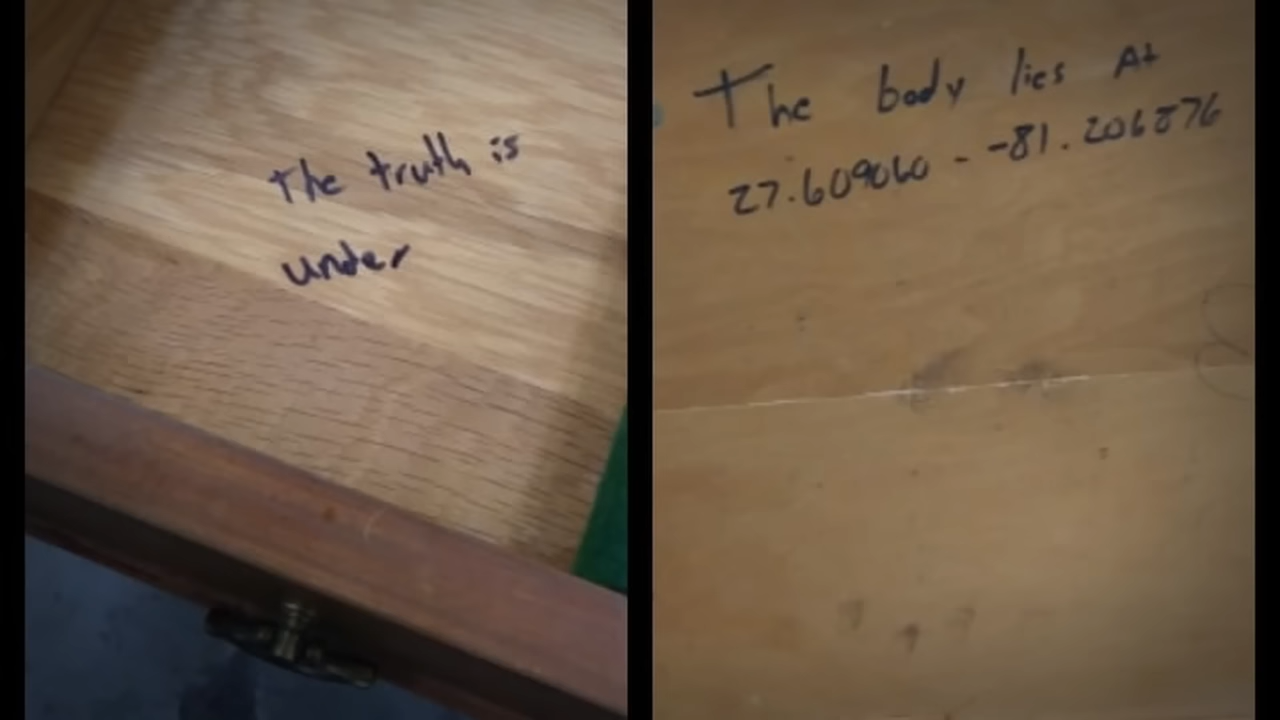 The truth is
under
The body lies At
27.609060 - -81.206876